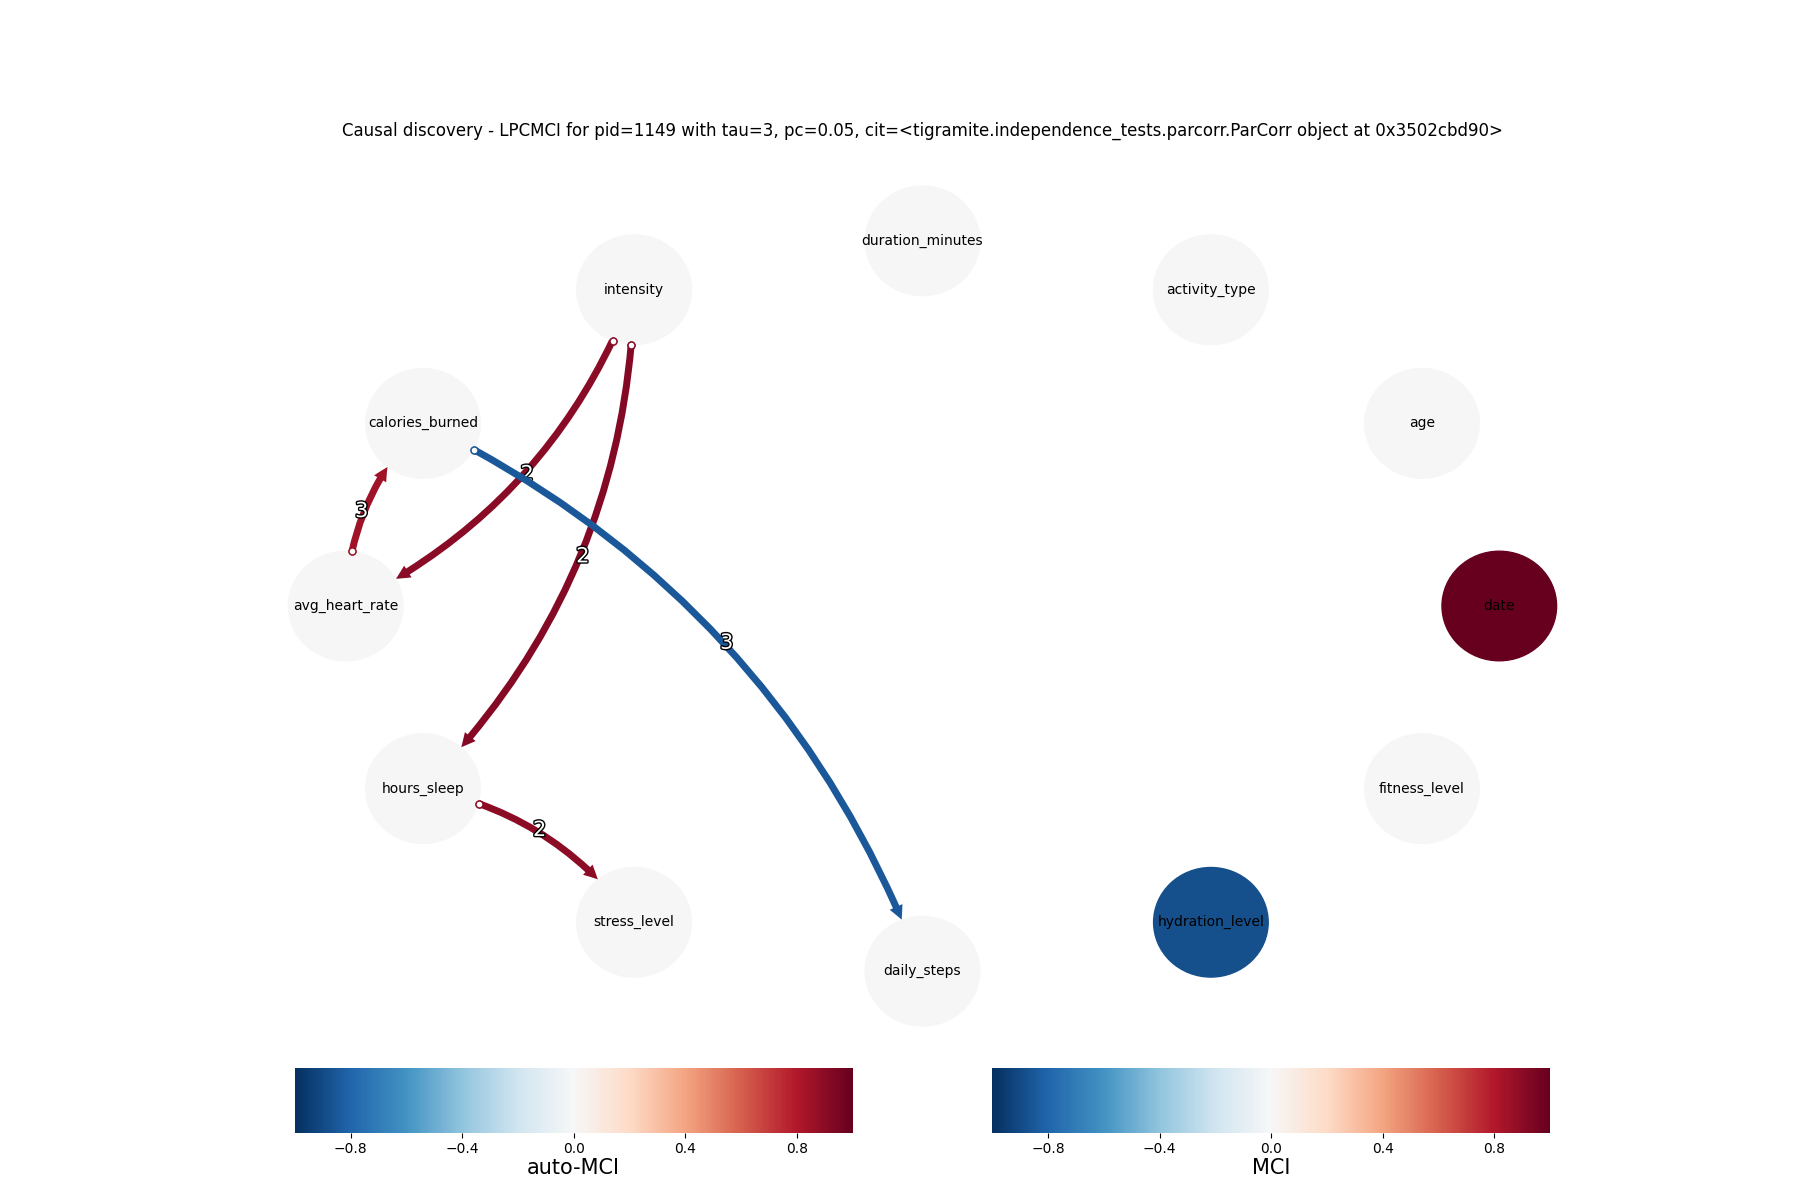 Causal discovery - LPCMCI for pid=1149 with tau=3, pc=0.05, cit=<tigramite.independence_tests.parcorr.ParCorr object at 0x3502cbd90>
duration_minutes
intensity
activity_type
calories_burned
age
2
3
2
avg_heart_rate
date
3
hours_sleep
fitness_level
2
stress_level
hydration_level
daily_steps
−0.8 −0.4 0.0 0.4 0.8
auto-MCI
−0.8 −0.4 0.0 0.4 0.8
MCI